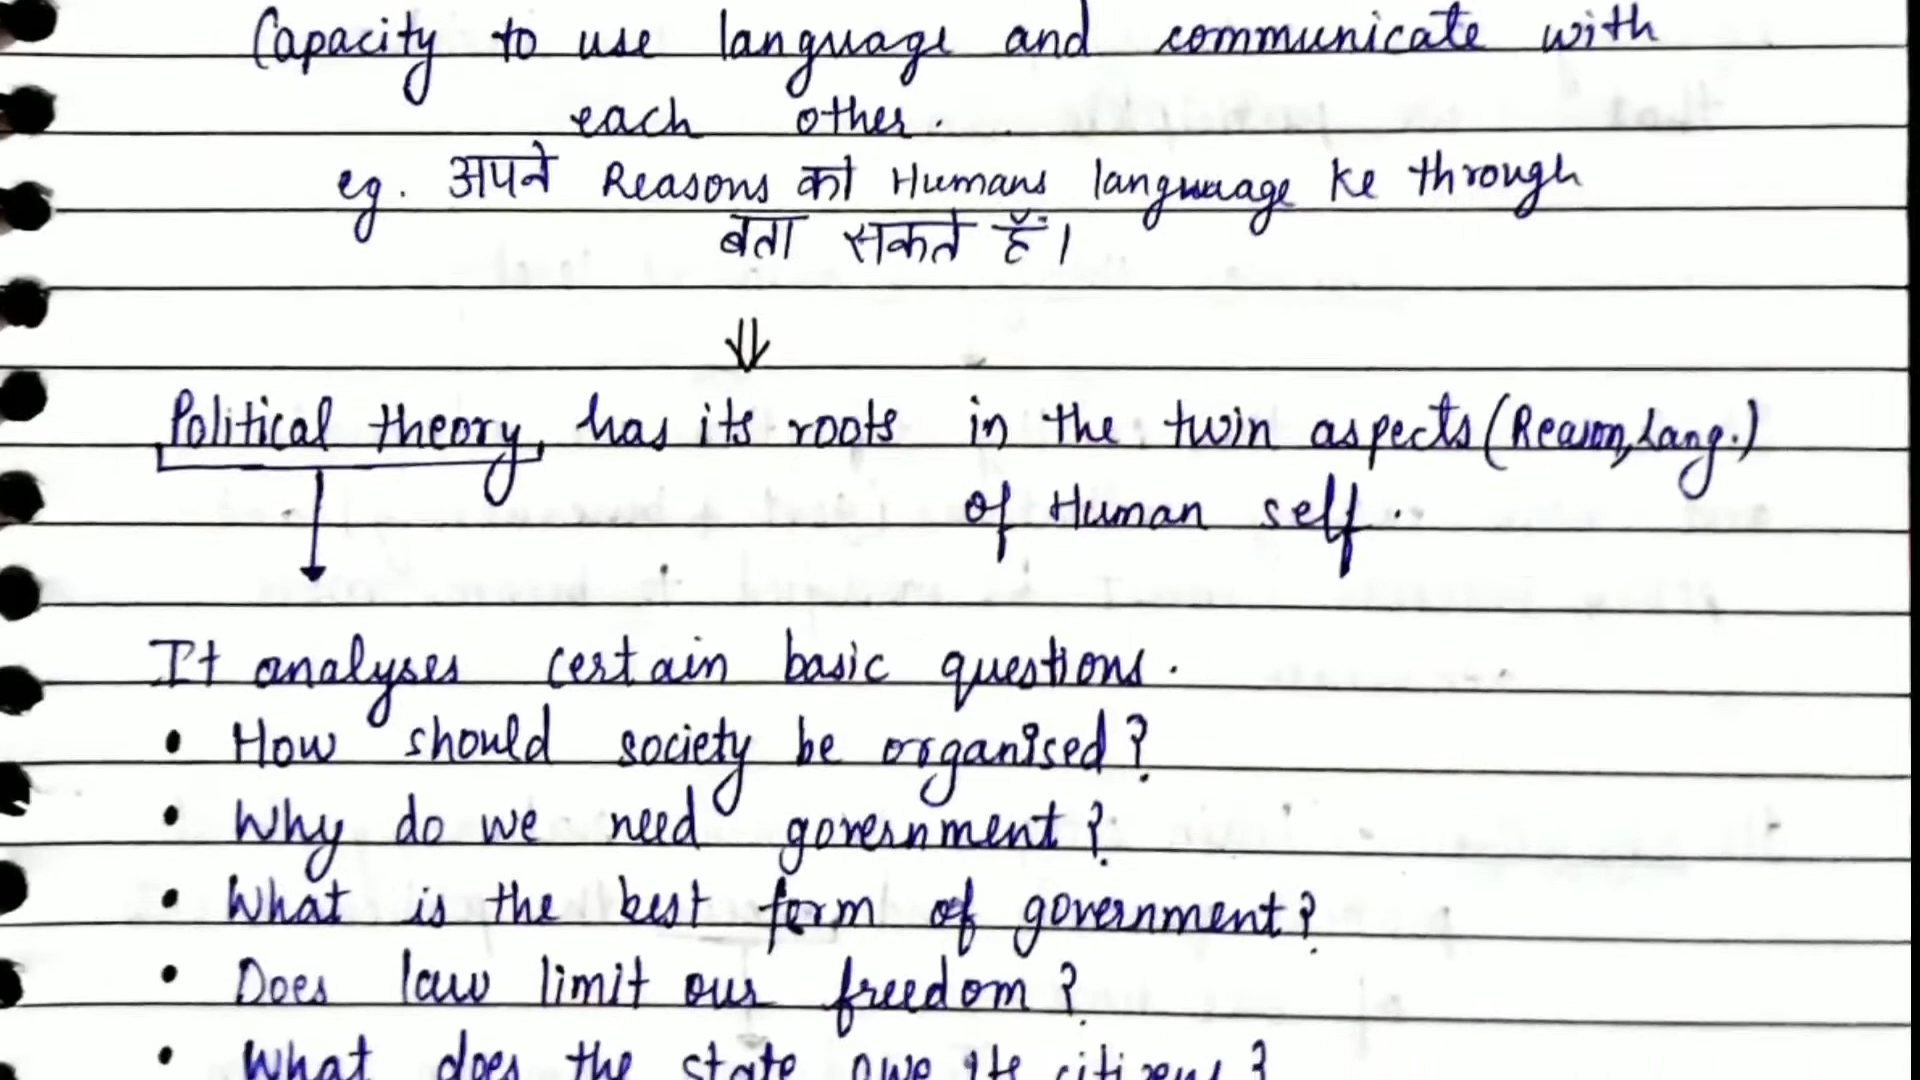 Capacity to use language and communicate with
each other.
eg. अपने Reasons को Humans language ke through
बता सकते हैं।
⇓
Political theory, has its roots in the twin aspects (Reason, Lang.)
of Human self.
It analyses certain basic questions.
• How should society be organised?
• Why do we need government?
• What is the best form of government?
• Does law limit our freedom?
• What does the state owe its citizens?